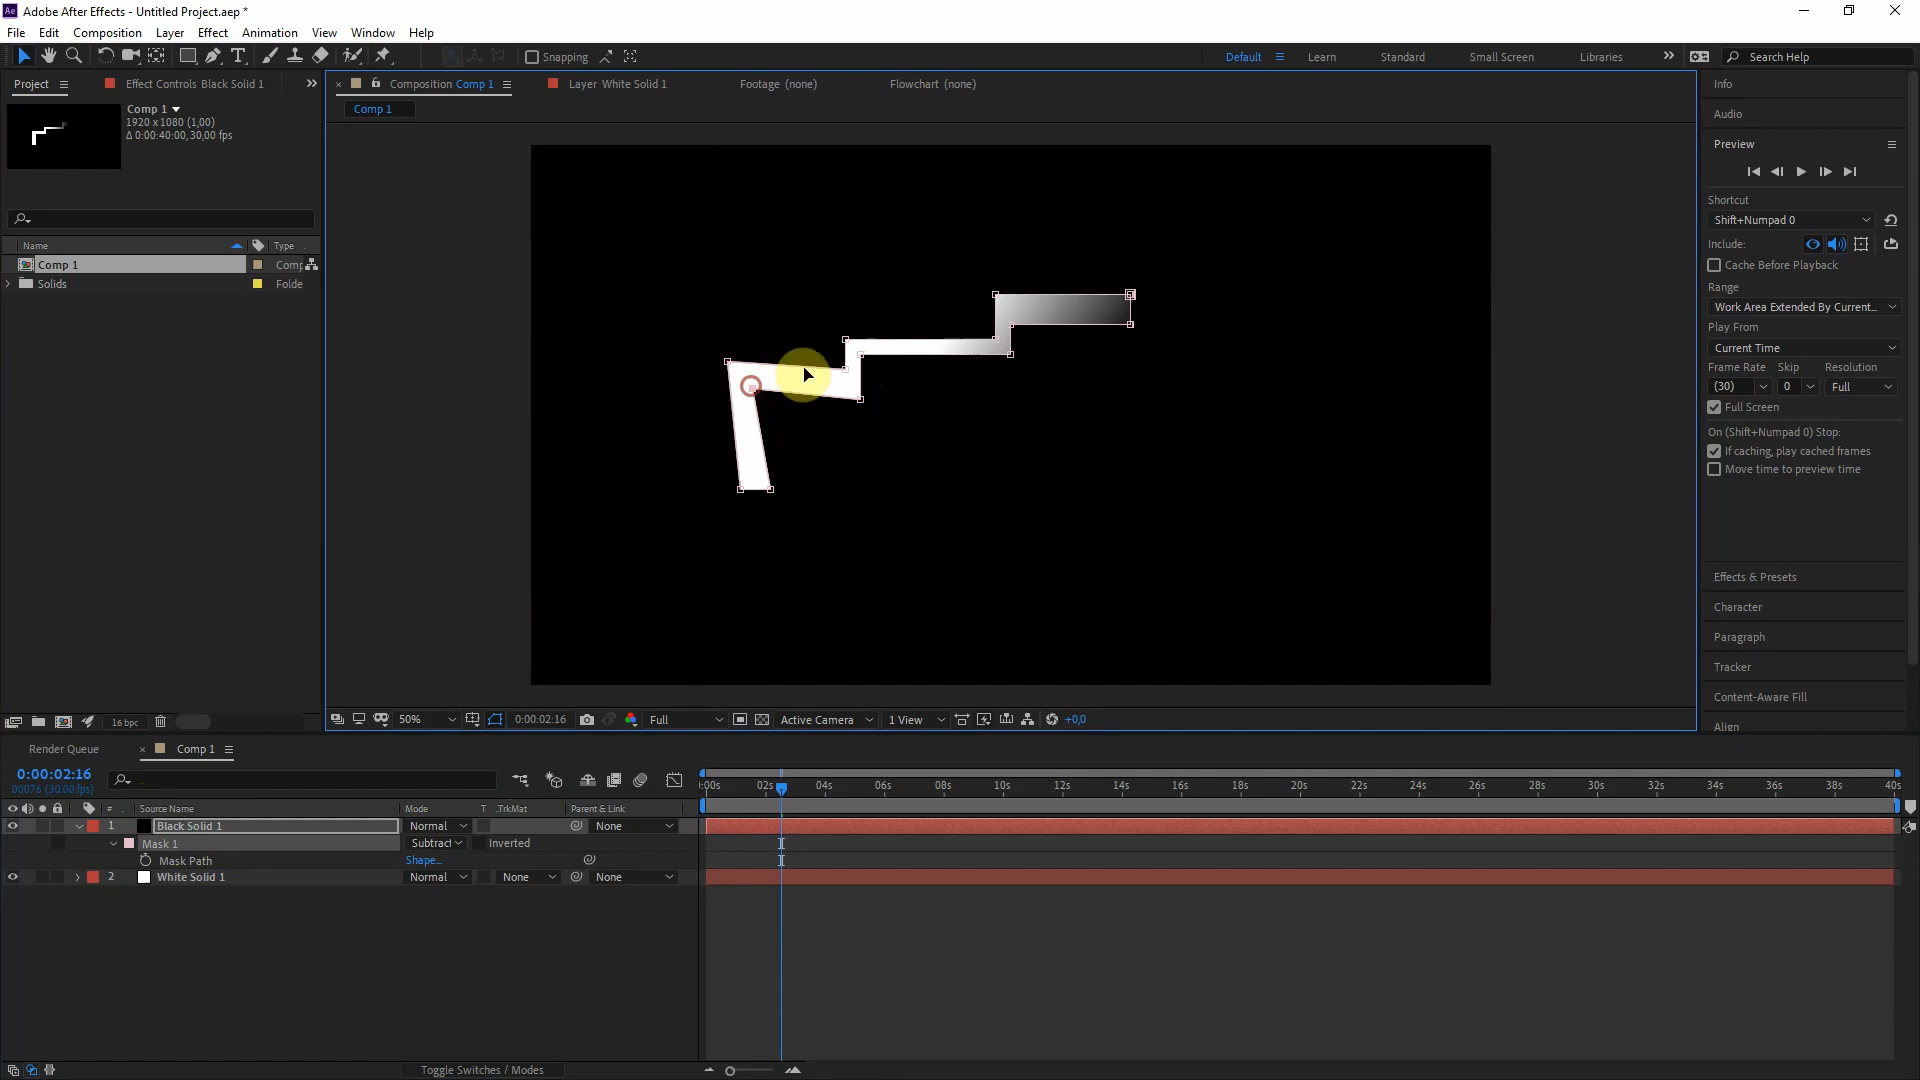 Adobe After Effects - Untitled Project.aep *
File Edit Composition Layer Effect Animation View Window Help
Snapping
Default Learn Standard Small Screen Libraries Search Help
Project Effect Controls Black Solid 1
Composition Comp 1 Layer White Solid 1 Footage (none) Flowchart (none)
Comp 1
1920 x 1080 (1,00)
Δ 0:00:40:00, 30,00 fps
Comp 1
Name Type
Comp 1 Comp
Solids Folde
16 bpc
50% 0:00:02:16 Full Active Camera 1 View +0,0
Info
Audio
Preview
Shortcut
Shift+Numpad 0
Include:
Cache Before Playback
Range
Work Area Extended By Current...
Play From
Current Time
Frame Rate Skip Resolution
(30) 0 Full
Full Screen
On (Shift+Numpad 0) Stop:
If caching, play cached frames
Move time to preview time
Effects & Presets
Character
Paragraph
Tracker
Content-Aware Fill
Align
Render Queue Comp 1
0:00:02:16
00076 (30.00 fps)
:00s 02s 04s 06s 08s 10s 12s 14s 16s 18s 20s 22s 24s 26s 28s 30s 32s 34s 36s 38s 40s
# Source Name Mode T .TrkMat Parent & Link
1 Black Solid 1 Normal None
Mask 1 Subtract Inverted
Mask Path Shape...
2 White Solid 1 Normal None None
Toggle Switches / Modes